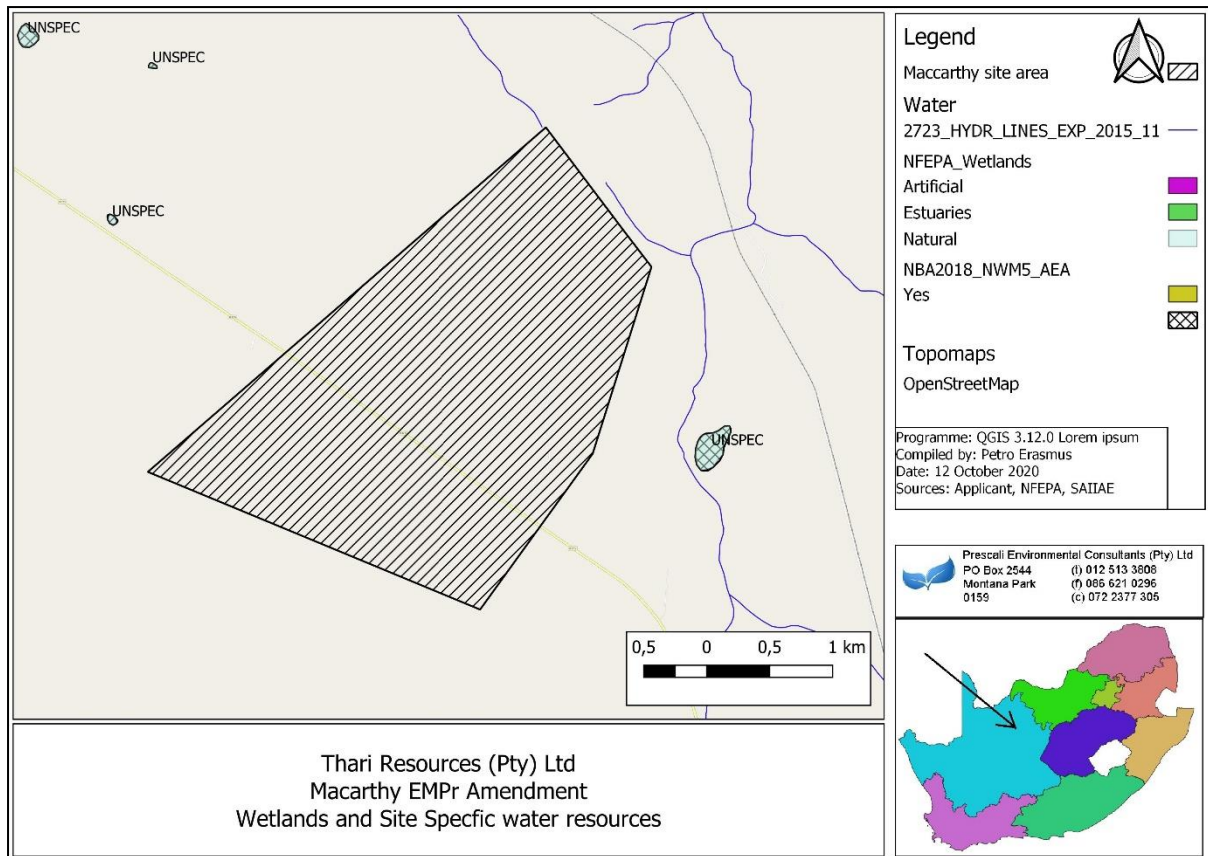 UNSPEC
UNSPEC
UNSPEC
UNSPEC
0,5 0 0,5 1 km
Thari Resources (Pty) Ltd
Macarthy EMPr Amendment
Wetlands and Site Specfic water resources
Legend
Maccarthy site area
Water
2723_HYDR_LINES_EXP_2015_11
NFEPA_Wetlands
Artificial
Estuaries
Natural
NBA2018_NWM5_AEA
Yes
Topomaps
OpenStreetMap
Programme: QGIS 3.12.0 Lorem ipsum
Compiled by: Petro Erasmus
Date: 12 October 2020
Sources: Applicant, NFEPA, SAIIAE
Prescali Environmental Consultants (Pty) Ltd
PO Box 2544 (t) 012 513 3808
Montana Park (f) 086 621 0296
0159 (c) 072 2377 305